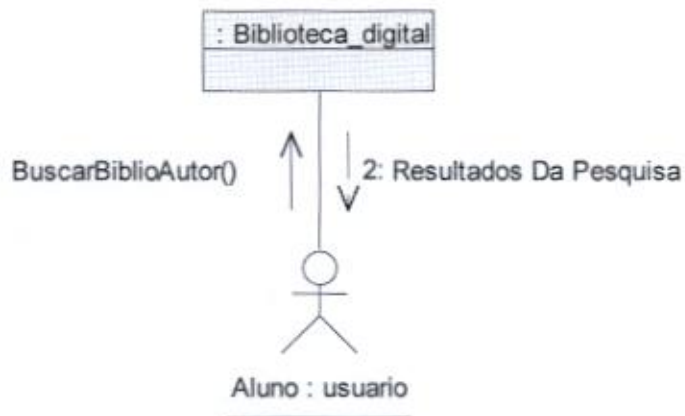 : Biblioteca_digital
BuscarBiblioAutor()
2: Resultados Da Pesquisa
Aluno : usuario